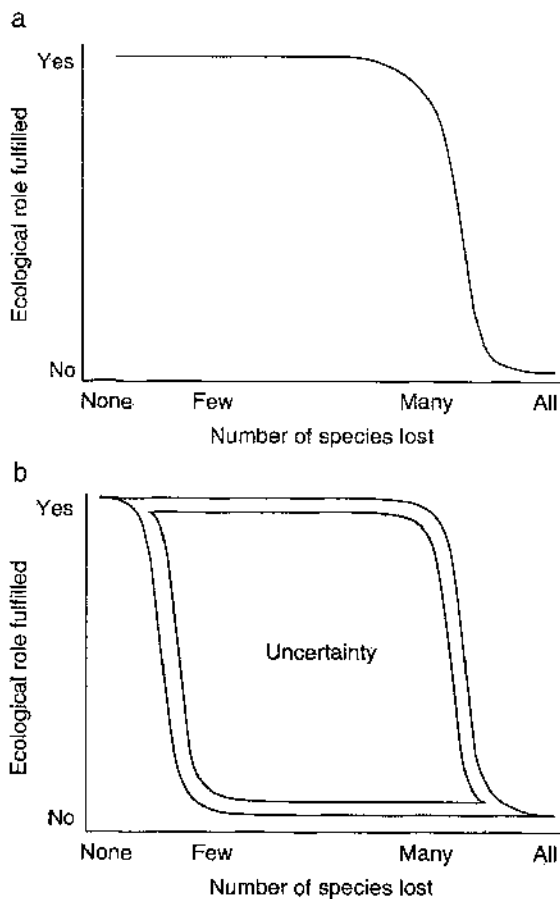 a
Yes
Ecological role fulfilled
No
None Few Many All
Number of species lost
b
Yes
Ecological role fulfilled
Uncertainty
No
None Few Many All
Number of species lost